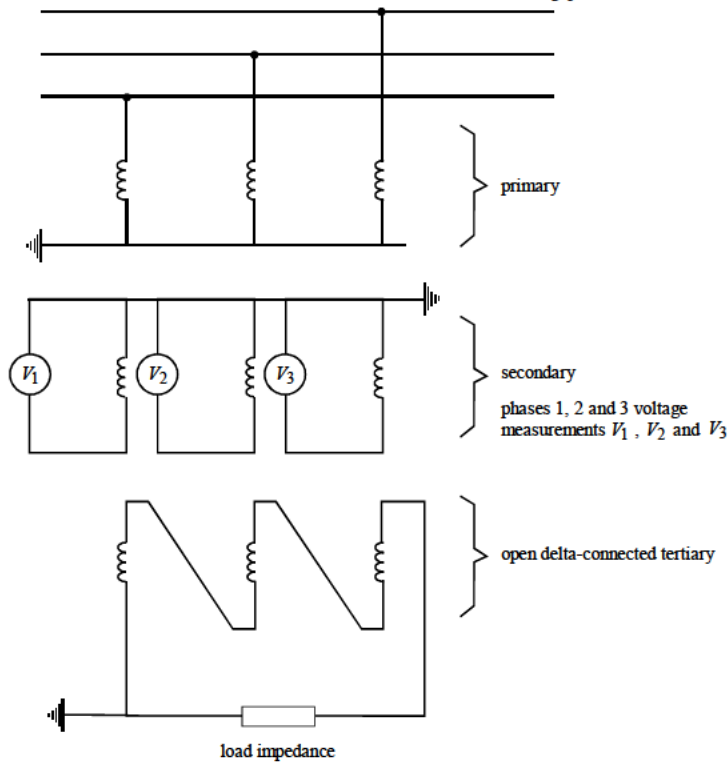 primary
V1
V2
V3
secondary
phases 1, 2 and 3 voltage
measurements V1 , V2 and V3
open delta-connected tertiary
load impedance